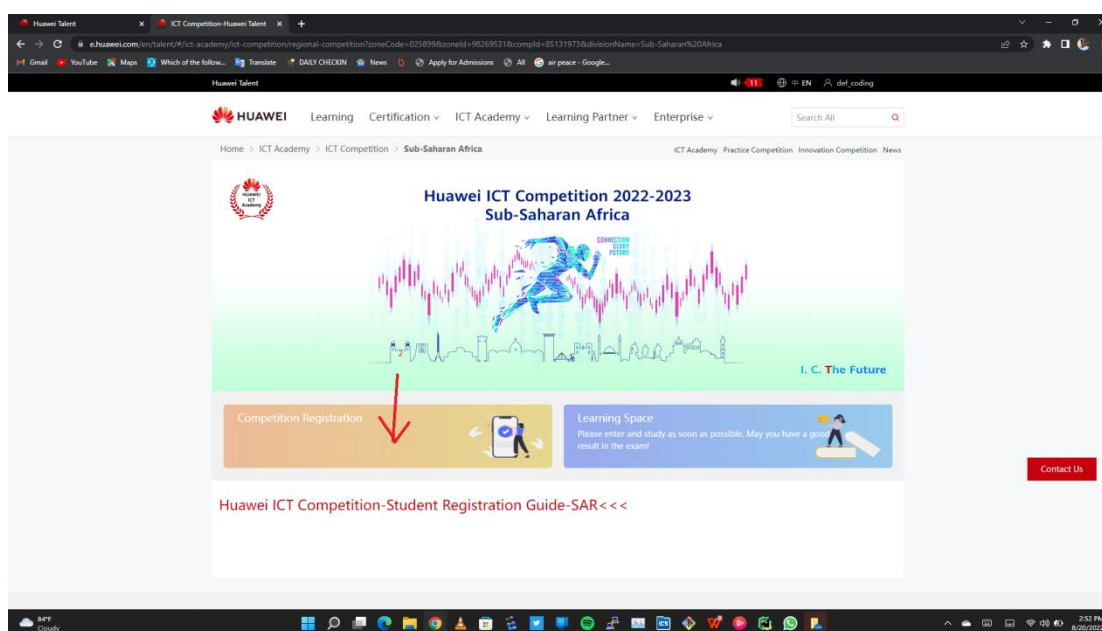 Huawei Talent
ICT Competition-Huawei Talent
e.huawei.com/en/talent/#/ict-academy/ict-competition/regional-competition?zoneCode=025899&zoneId=98269531&compId=85131973&divisionName=Sub-Saharan%20Africa
Gmail YouTube Maps Which of the follow... Translate DAILY CHECKIN News Apply for Admissions All air peace - Google...
Huawei Talent 11 EN def_coding
HUAWEI Learning Certification ICT Academy Learning Partner Enterprise Search All
Home > ICT Academy > ICT Competition > Sub-Saharan Africa ICT Academy Practice Competition Innovation Competition News
HUAWEI
ICT
Academy
Huawei ICT Competition 2022-2023
Sub-Saharan Africa
CONNECTION
GLORY
FUTURE
2
I. C. The Future
Competition Registration
Learning Space
Please enter and study as soon as possible. May you have a good
result in the exam!
Contact Us
Huawei ICT Competition-Student Registration Guide-SAR<<<
84°F
Cloudy
2:52 PM